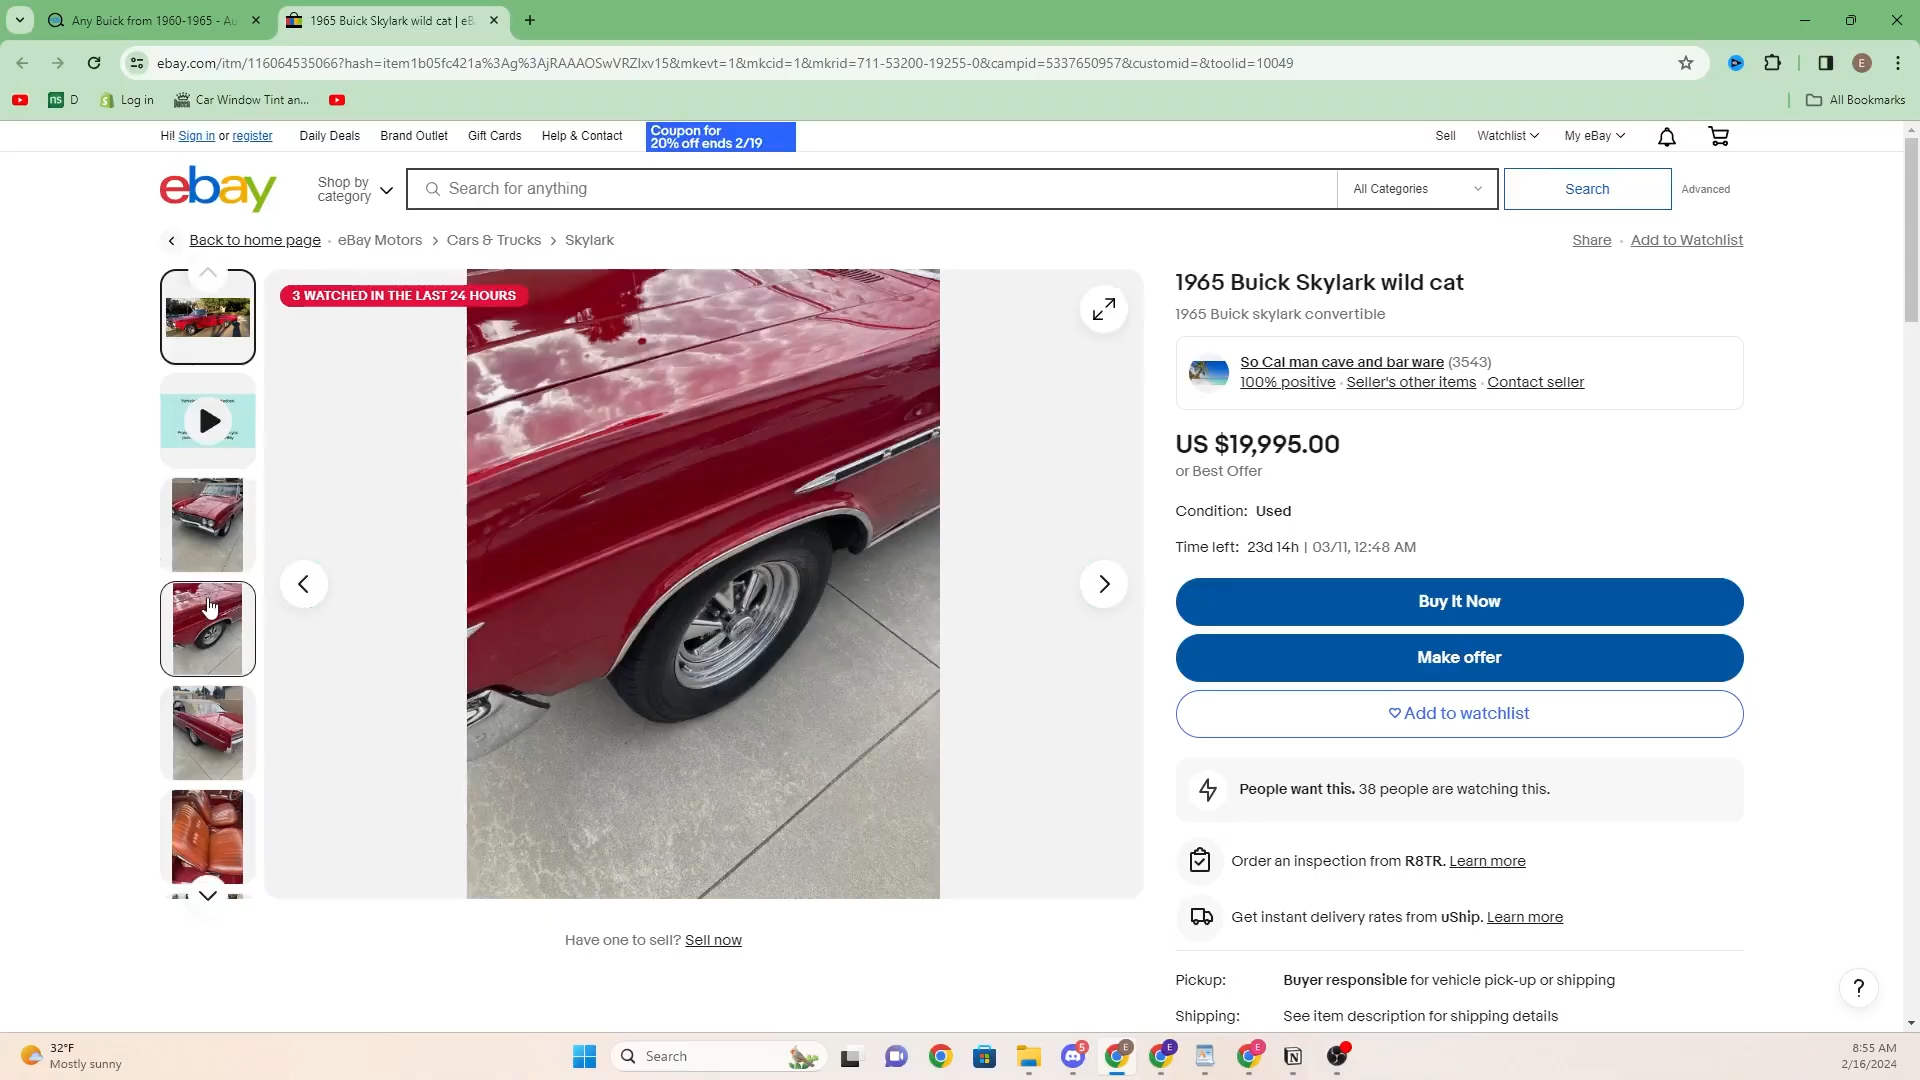 Any Buick from 1960-1965 - Au
1965 Buick Skylark wild cat | eB
ebay.com/itm/116064535066?hash=item1b05fc421a%3Ag%3AjRAAAOSwVRZlxv15&mkevt=1&mkcid=1&mkrid=711-53200-19255-0&campid=5337650957&customid=&toolid=10049
E
ns D
Log in
Car Window Tint an...
All Bookmarks
Hi! Sign in or register
Daily Deals
Brand Outlet
Gift Cards
Help & Contact
Coupon for
20% off ends 2/19
Sell
Watchlist
My eBay
ebay
Shop by
category
Search for anything
All Categories
Search
Advanced
Back to home page · eBay Motors > Cars & Trucks > Skylark
Share · Add to Watchlist
3 WATCHED IN THE LAST 24 HOURS
1965 Buick Skylark wild cat
1965 Buick skylark convertible
So Cal man cave and bar ware (3543)
100% positive · Seller's other items · Contact seller
US $19,995.00
or Best Offer
Condition: Used
Time left: 23d 14h | 03/11, 12:48 AM
Buy It Now
Make offer
Add to watchlist
People want this. 38 people are watching this.
Order an inspection from R8TR. Learn more
Get instant delivery rates from uShip. Learn more
Have one to sell? Sell now
Pickup: Buyer responsible for vehicle pick-up or shipping
Shipping: See item description for shipping details
?
32°F
Mostly sunny
Search
5
E
E
E
8:55 AM
2/16/2024